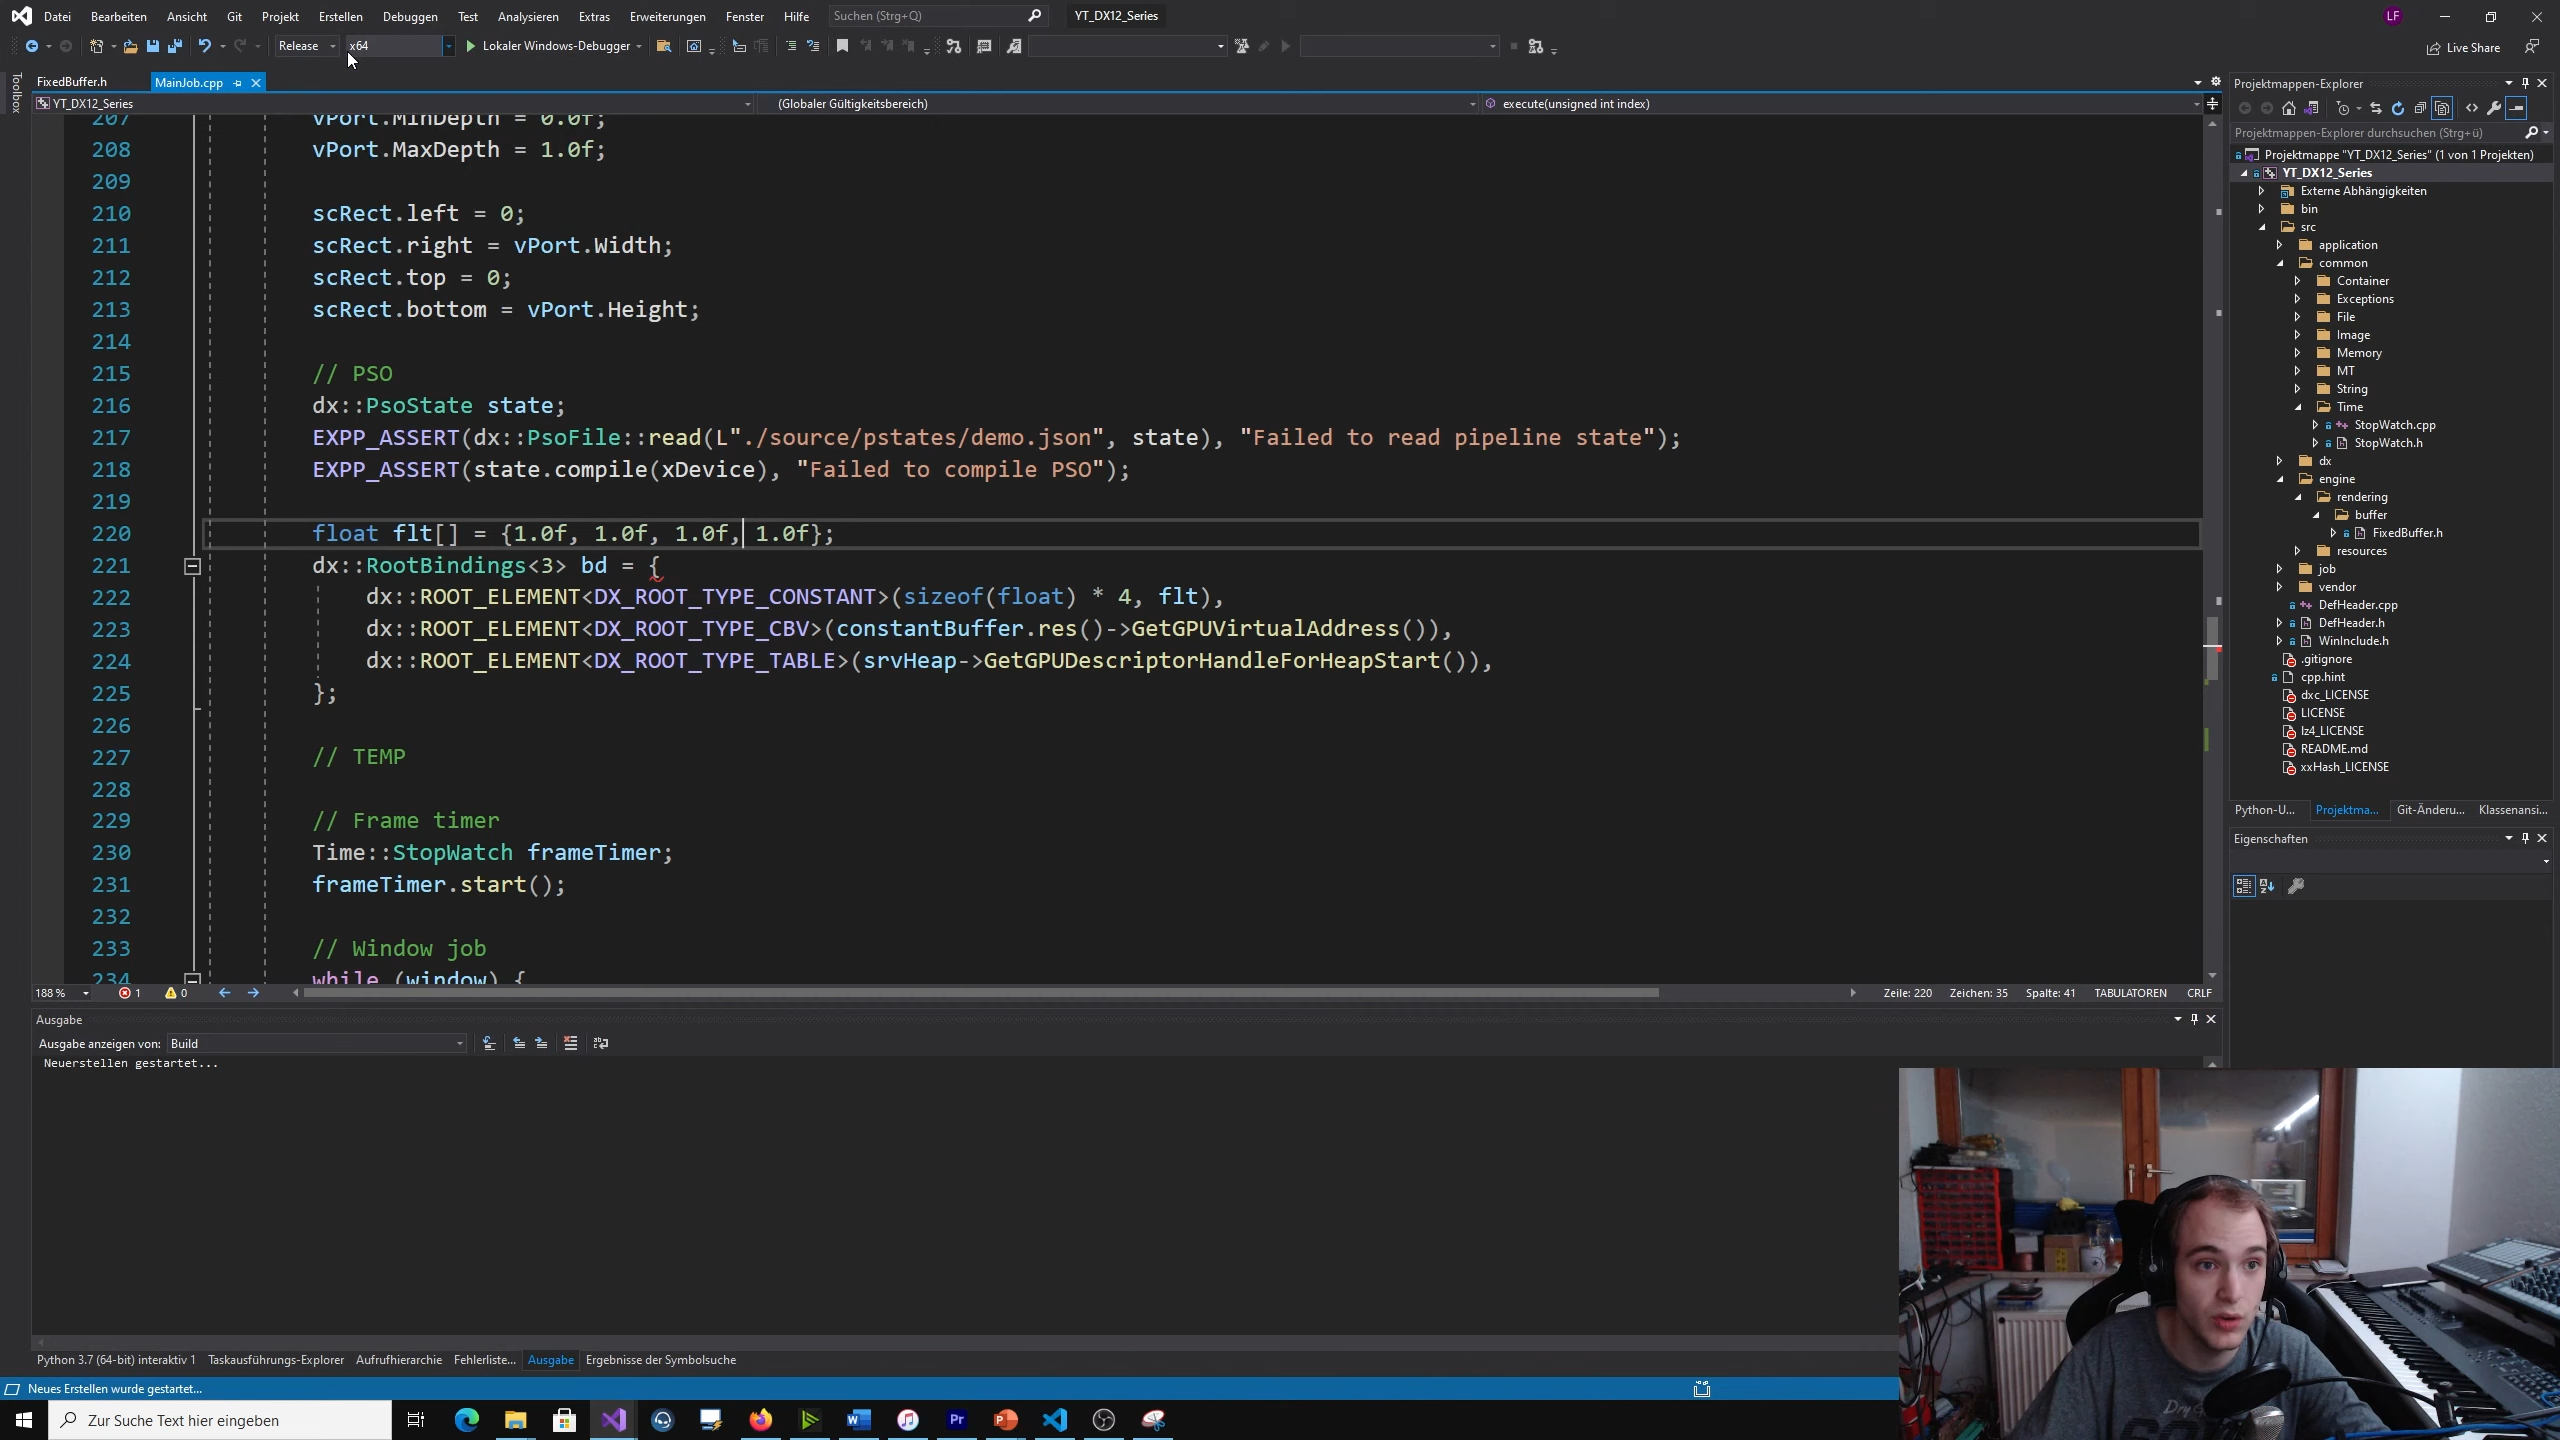 Datei Bearbeiten Ansicht Git Projekt Erstellen Debuggen Test Analysieren Extras Erweiterungen Fenster Hilfe Suchen (Strg+Q) YT_DX12_Series LF
Release x64 Lokaler Windows-Debugger Live Share
Toolbox
FixedBuffer.h MainJob.cpp
YT_DX12_Series (Globaler Gültigkeitsbereich) execute(unsigned int index)
207 vPort.MinDepth = 0.0f;
208 vPort.MaxDepth = 1.0f;
209
210 scRect.left = 0;
211 scRect.right = vPort.Width;
212 scRect.top = 0;
213 scRect.bottom = vPort.Height;
214
215 // PSO
216 dx::PsoState state;
217 EXPP_ASSERT(dx::PsoFile::read(L"./source/pstates/demo.json", state), "Failed to read pipeline state");
218 EXPP_ASSERT(state.compile(xDevice), "Failed to compile PSO");
219
220 float flt[] = {1.0f, 1.0f, 1.0f, 1.0f};
221 dx::RootBindings<3> bd = {
222 dx::ROOT_ELEMENT<DX_ROOT_TYPE_CONSTANT>(sizeof(float) * 4, flt),
223 dx::ROOT_ELEMENT<DX_ROOT_TYPE_CBV>(constantBuffer.res()->GetGPUVirtualAddress()),
224 dx::ROOT_ELEMENT<DX_ROOT_TYPE_TABLE>(srvHeap->GetGPUDescriptorHandleForHeapStart()),
225 };
226
227 // TEMP
228
229 // Frame timer
230 Time::StopWatch frameTimer;
231 frameTimer.start();
232
233 // Window job
234 while (window) {
188 % 1 0 Zeile: 220 Zeichen: 35 Spalte: 41 TABULATOREN CRLF
Ausgabe
Ausgabe anzeigen von: Build
Neuerstellen gestartet...
Python 3.7 (64-bit) interaktiv 1 Taskausführungs-Explorer Aufrufhierarchie Fehlerliste... Ausgabe Ergebnisse der Symbolsuche
Neues Erstellen wurde gestartet...
Zur Suche Text hier eingeben
Projektmappen-Explorer
Projektmappen-Explorer durchsuchen (Strg+ü)
Projektmappe "YT_DX12_Series" (1 von 1 Projekten)
YT_DX12_Series
Externe Abhängigkeiten
bin
src
application
common
Container
Exceptions
File
Image
Memory
MT
String
Time
StopWatch.cpp
StopWatch.h
dx
engine
rendering
buffer
FixedBuffer.h
resources
job
vendor
DefHeader.cpp
DefHeader.h
WinInclude.h
.gitignore
cpp.hint
dxc_LICENSE
LICENSE
lz4_LICENSE
README.md
xxHash_LICENSE
Python-U... Projektma... Git-Änderu... Klassenansi...
Eigenschaften